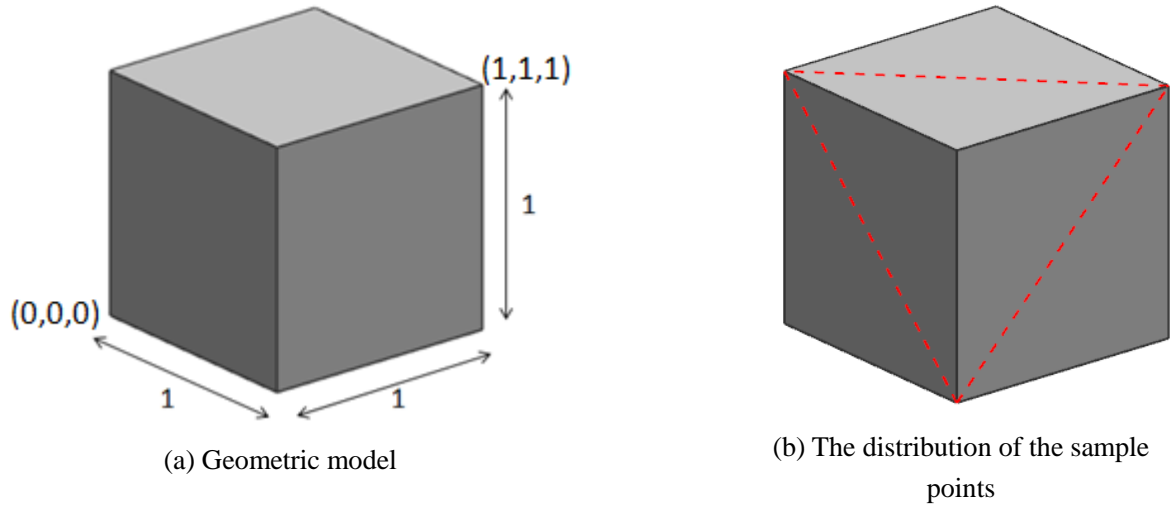 (1,1,1)
1
(0,0,0)
1
1
(a) Geometric model
(b) The distribution of the sample
points